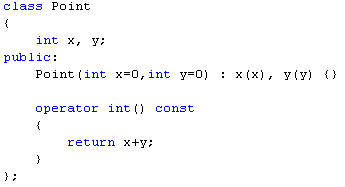 class Point
{
    int x, y;
public:
    Point(int x=0,int y=0) : x(x), y(y) {}

    operator int() const
    {
        return x+y;
    }
};